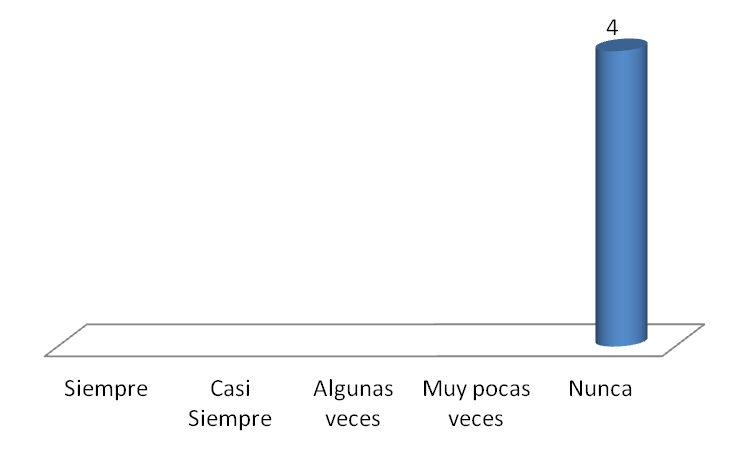 4
Siempre
Casi
Siempre
Algunas
veces
Muy pocas
veces
Nunca